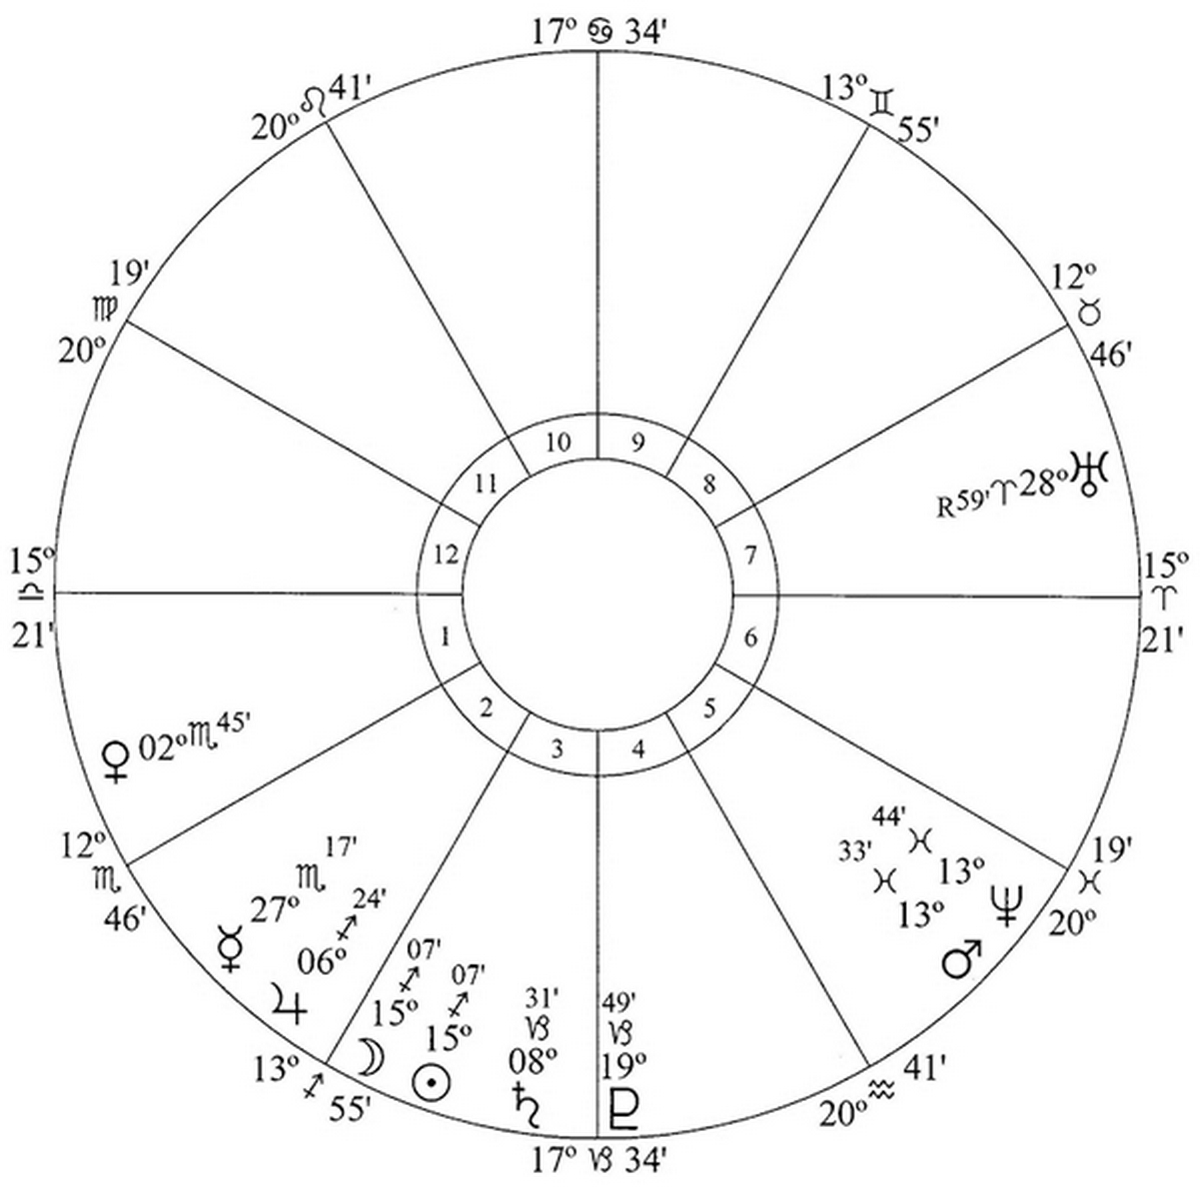 17° ♋ 34'
20° ♌ 41'
13° ♊ 55'
19'
♍
20°
12°
♉
46'
R 59' ♈ 28° ♅
15°
♎
21'
15°
♈
21'
10 9
11 8
12 7
1 6
2 5
3 4
♀ 02° ♏ 45'
12°
♏
46'
☿ 27° ♏ 17'
♃ 06° ♐ 24'
13° ♐ 55'
☽ 15° ♐ 07'
☉ 15° ♐ 07'
♄ 08° ♑ 31'
49'
♑
19°
♇
17° ♑ 34'
20° ♒ 41'
33' ♓ 13° ♂
44' ♓ 13° ♆
19'
♓
20°